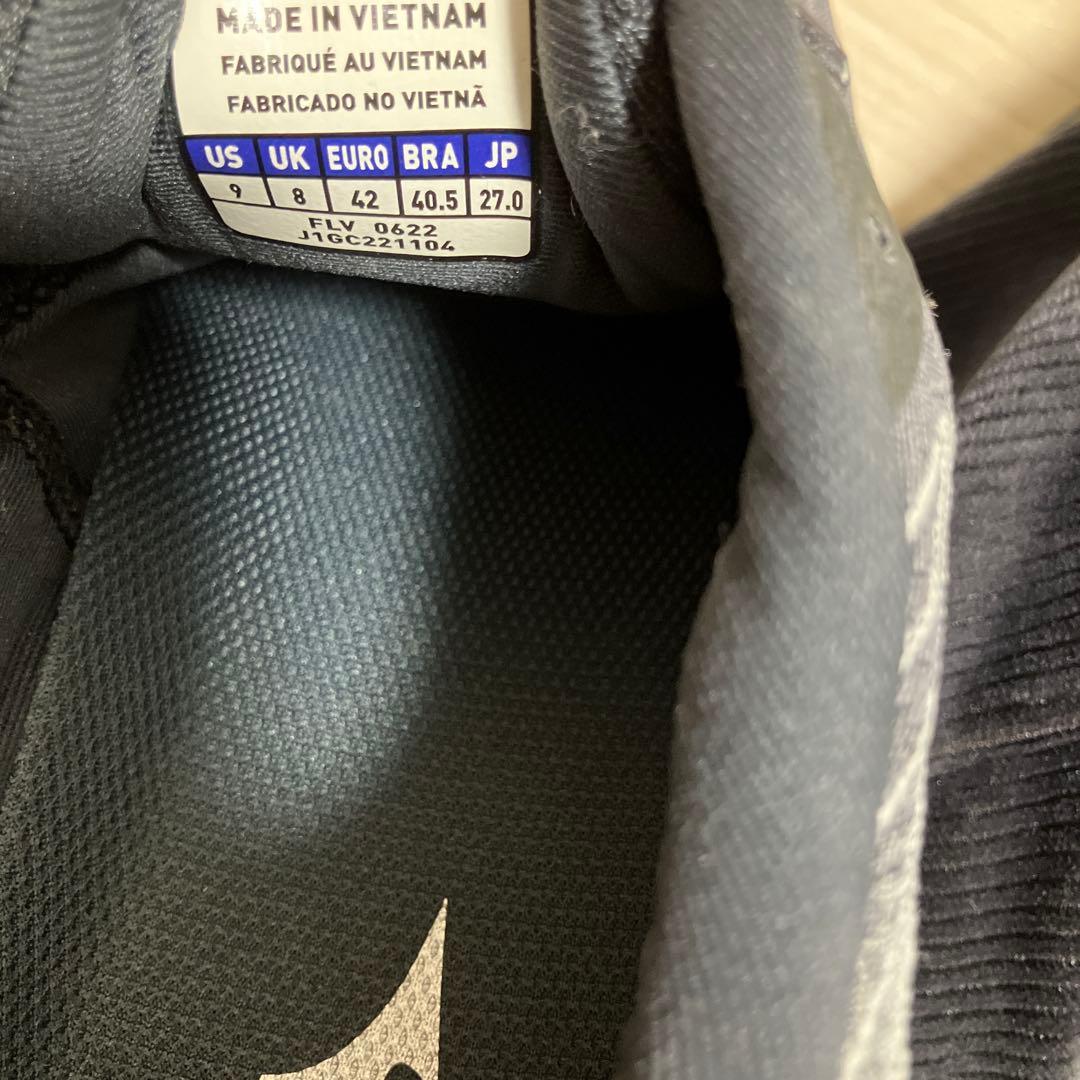 MADE IN VIETNAM
FABRIQUÉ AU VIETNAM
FABRICADO NO VIETNÃ
US UK EURO BRA JP
9 8 42 40.5 27.0
FLV 0622
J1GC221104